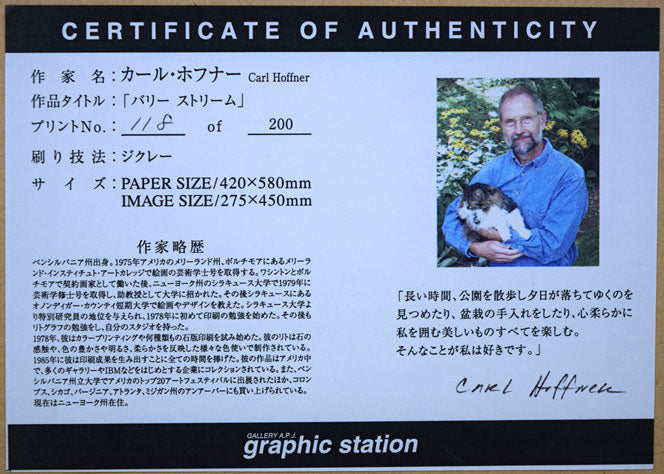 CERTIFICATE OF AUTHENTICITY
作家名：カール・ホフナー Carl Hoffner
作品タイトル：「バリー ストリーム」
プリントNo.： 118 of 200
刷り技法：ジクレー
サイズ：PAPER SIZE/420×580mm
IMAGE SIZE/275×450mm
作家略歴
ペンシルバニア州出身。1975年アメリカのメリーランド州、ボルチモアにあるメリーラ
ンド・インスティチュト・アートカレッジで絵画の芸術学士号を取得する。ワシントンとボル
チモアで契約画家として働いた後、ニューヨーク州のシラキュース大学で1979年に
芸術学修士号を取得し、助教授として大学に招かれた。その後シラキュースにある
オノンディガー・カウンティ短期大学で絵画やデザインを教えた。シラキュース大学よ
り特別研究員の地位を与えられ、1978年に初めて印刷の勉強を始めた。その後も
リトグラフの勉強をし、自分のスタジオを持った。
1978年、彼はカラープリンティングや何種類もの石版印刷を試み始めた。彼のリトは石の
感触や、色の豊かさや明るさ、柔らかさを反映した様々な色使いで制作されている。
1985年に彼は印刷成果を生み出すことに全ての時間を捧げた。彼の作品はアメリカ中
で、多くのギャラリーやIBMなどをはじめとする企業にコレクションされている。また、ペン
シルバニア州立大学でアメリカのトップ20アートフェスティバルに出展されたほか、コロン
ブス、シカゴ、バージニア、アトランタ、ミジガン州のアンアーバーにも買い上げられている。
現在はニューヨーク州在住。
「長い時間、公園を散歩し夕日が落ちてゆくのを
見つめたり、盆栽の手入れをしたり、心柔らかに
私を囲む美しいものすべてを楽しむ。
そんなことが私は好きです。」
Carl Hoffner
GALLERY A.P.J.
graphic station